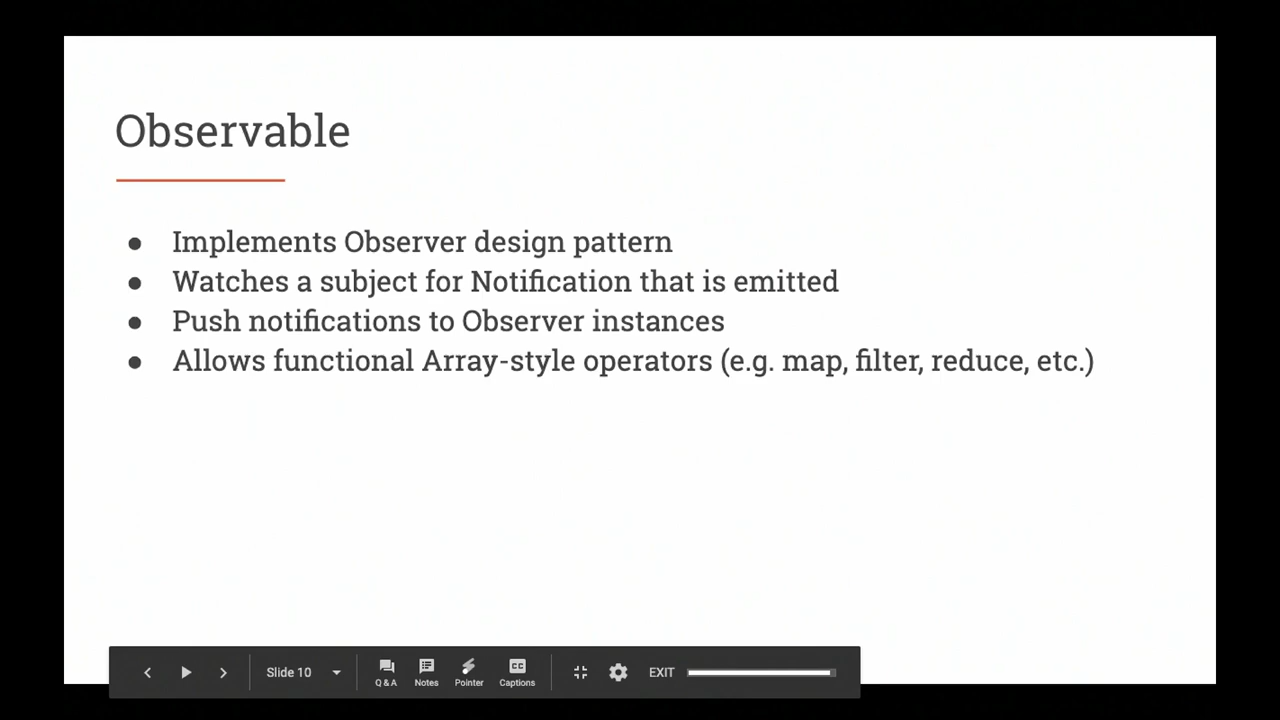 Observable
● Implements Observer design pattern
● Watches a subject for Notification that is emitted
● Push notifications to Observer instances
● Allows functional Array-style operators (e.g. map, filter, reduce, etc.)
Slide 10
Q & A
Notes
Pointer
CC
Captions
EXIT